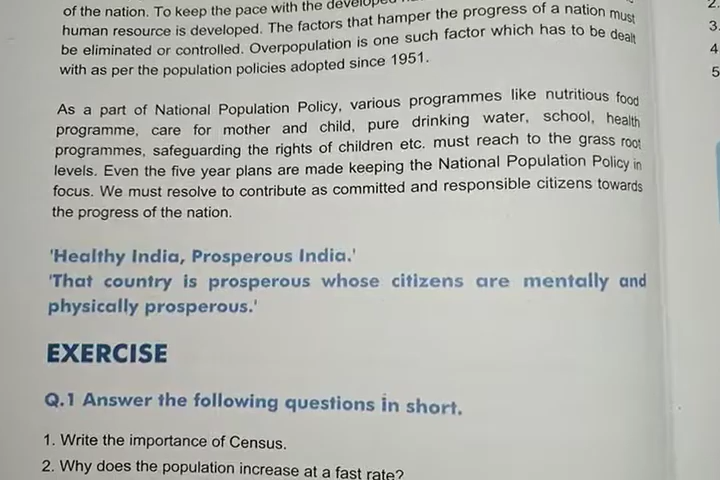 of the nation. To keep the pace with the
human resource is developed. The factors that hamper the progress of a nation must
be eliminated or controlled. Overpopulation is one such factor which has to be dealt
with as per the population policies adopted since 1951.
As a part of National Population Policy, various programmes like nutritious food
programme, care for mother and child, pure drinking water, school, health
programmes, safeguarding the rights of children etc. must reach to the grass root
levels. Even the five year plans are made keeping the National Population Policy in
focus. We must resolve to contribute as committed and responsible citizens towards
the progress of the nation.
'Healthy India, Prosperous India.'
'That country is prosperous whose citizens are mentally and
physically prosperous.'
EXERCISE
Q.1 Answer the following questions in short.
1. Write the importance of Census.
2. Why does the population increase at a fast rate?
2.
3.
4
5